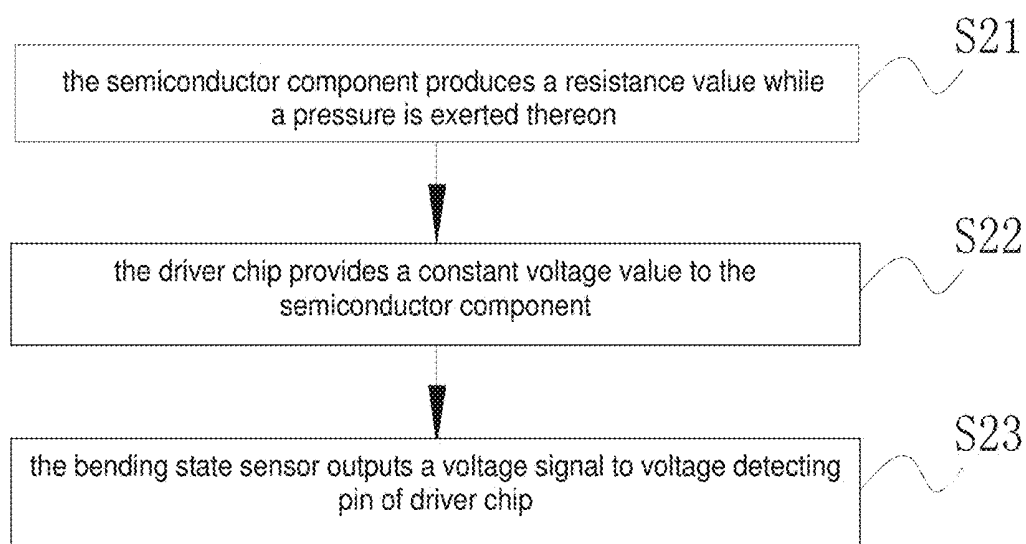 S21
the semiconductor component produces a resistance value while
a pressure is exerted thereon
S22
the driver chip provides a constant voltage value to the
semiconductor component
S23
the bending state sensor outputs a voltage signal to voltage detecting
pin of driver chip